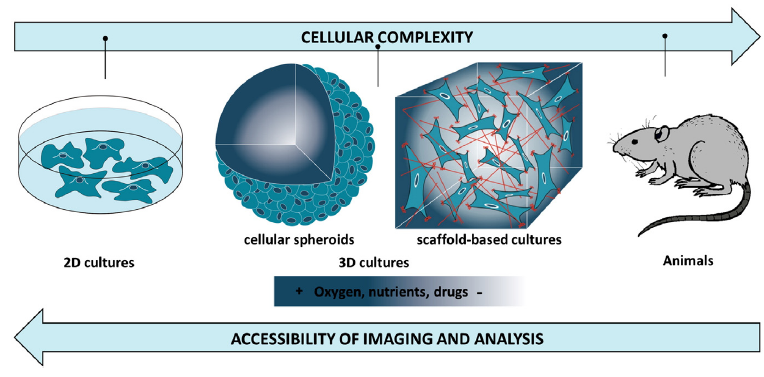 CELLULAR COMPLEXITY
cellular spheroids
scaffold-based cultures
2D cultures
3D cultures
Animals
+ Oxygen, nutrients, drugs -
ACCESSIBILITY OF IMAGING AND ANALYSIS